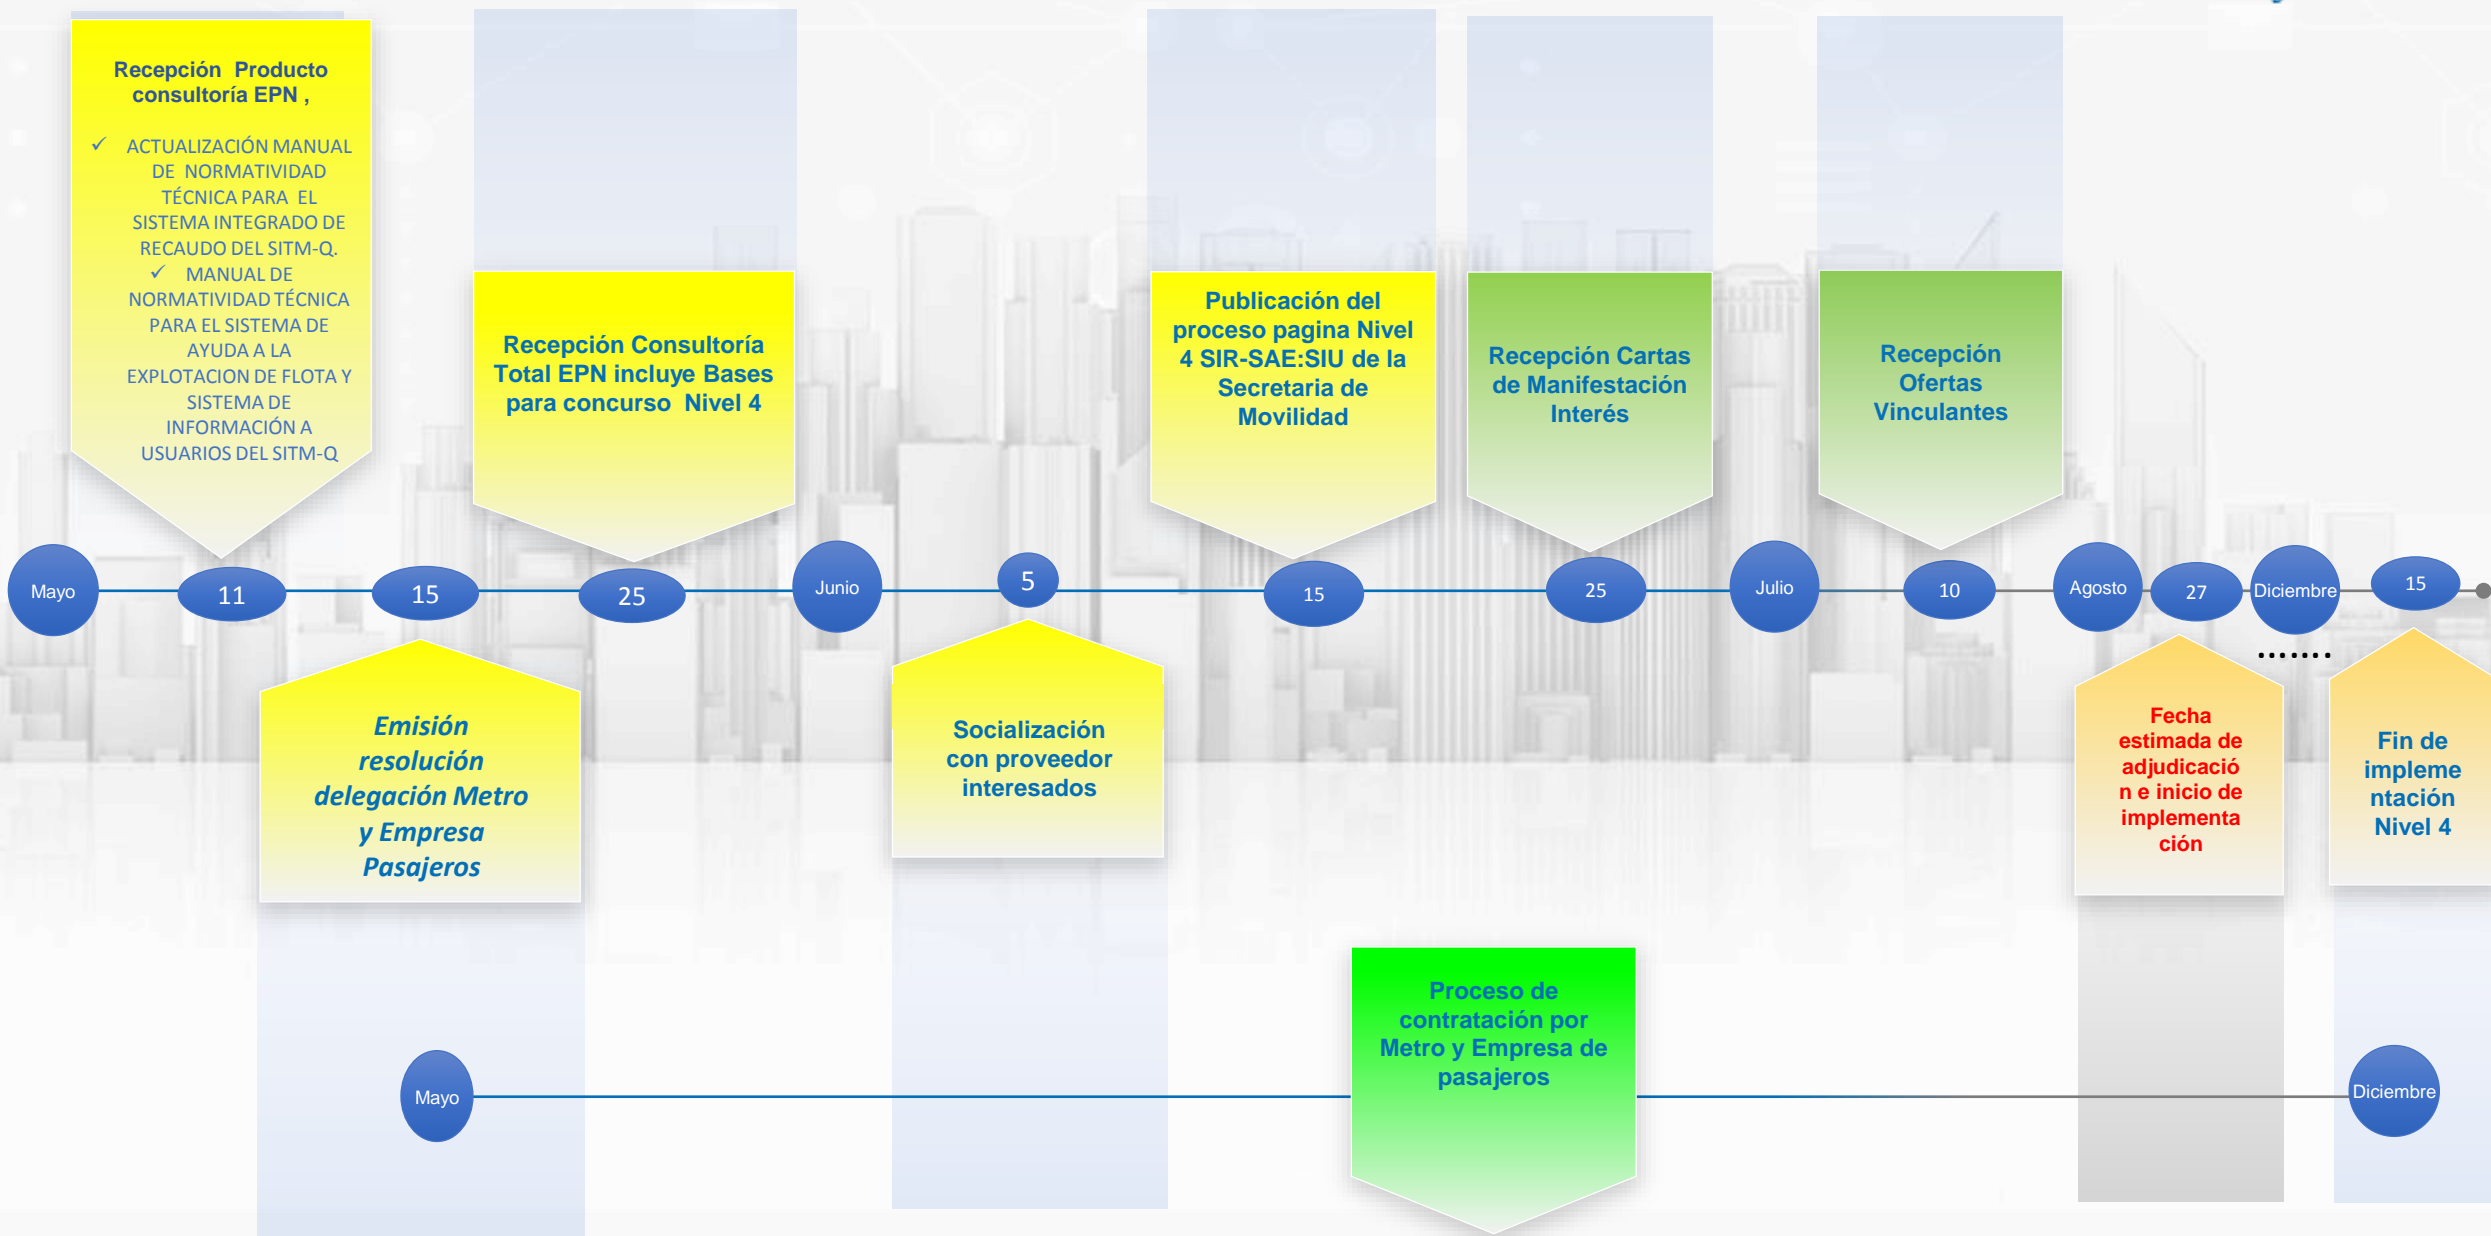 Recepción Producto
consultoría EPN ,
✓ ACTUALIZACIÓN MANUAL
DE NORMATIVIDAD
TÉCNICA PARA EL
SISTEMA INTEGRADO DE
RECAUDO DEL SITM-Q.
✓ MANUAL DE
NORMATIVIDAD TÉCNICA
PARA EL SISTEMA DE
AYUDA A LA
EXPLOTACION DE FLOTA Y
SISTEMA DE
INFORMACIÓN A
USUARIOS DEL SITM-Q
Recepción Consultoría
Total EPN incluye Bases
para concurso Nivel 4
Publicación del
proceso pagina Nivel
4 SIR-SAE:SIU de la
Secretaria de
Movilidad
Recepción Cartas
de Manifestación
Interés
Recepción
Ofertas
Vinculantes
Mayo
11
15
25
Junio
5
15
25
Julio
10
Agosto
27
Diciembre
15
Emisión
resolución
delegación Metro
y Empresa
Pasajeros
Socialización
con proveedor
interesados
Fecha
estimada de
adjudicació
n e inicio de
implementa
ción
.......
Fin de
impleme
ntación
Nivel 4
Proceso de
contratación por
Metro y Empresa de
pasajeros
Mayo
Diciembre